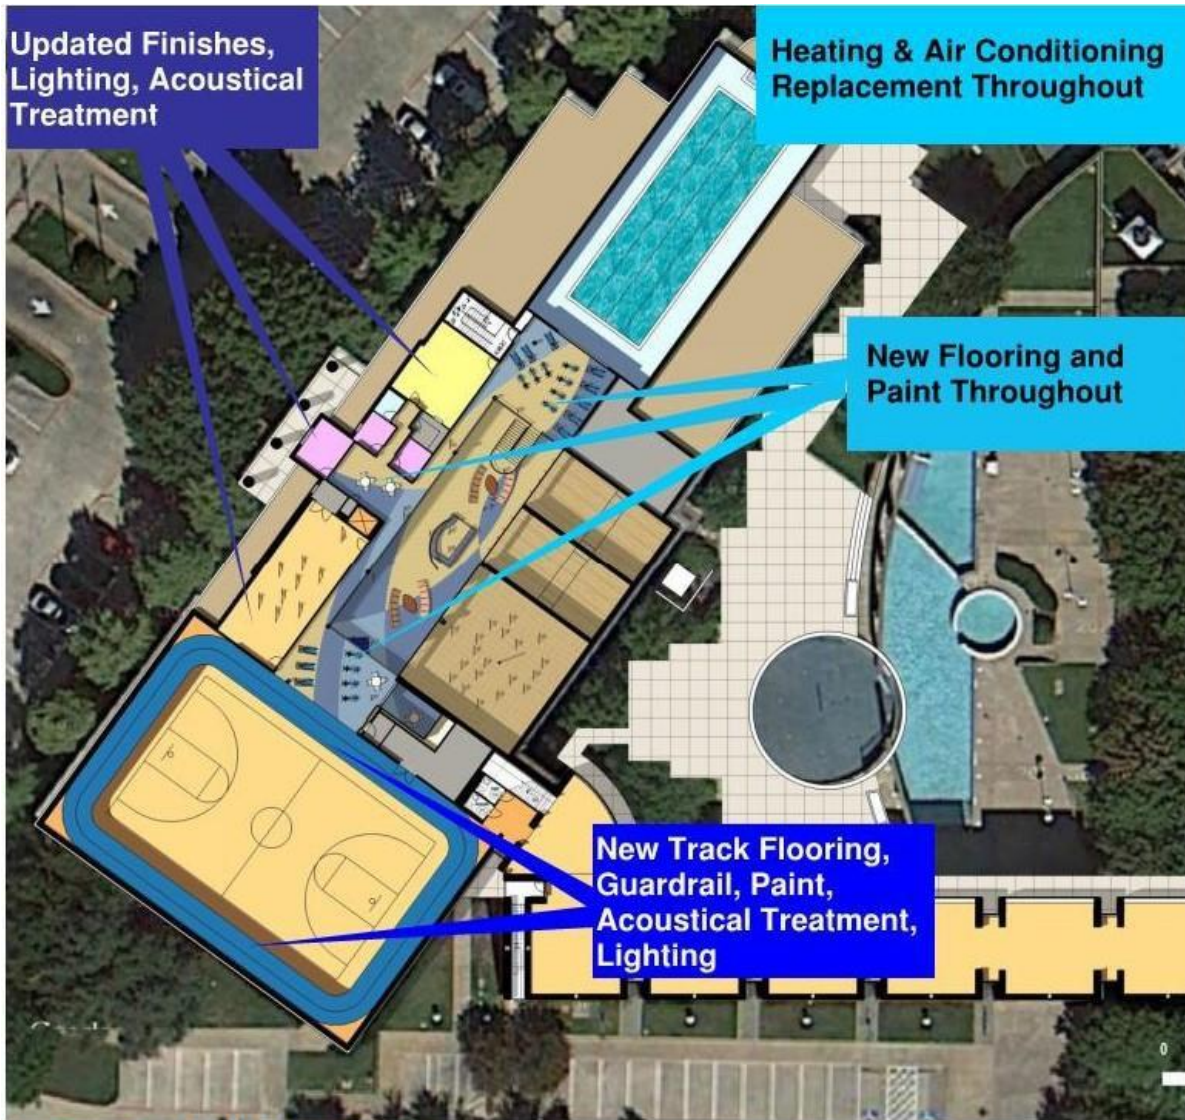 Updated Finishes,
Lighting, Acoustical
Treatment
Heating & Air Conditioning
Replacement Throughout
New Flooring and
Paint Throughout
New Track Flooring,
Guardrail, Paint,
Acoustical Treatment,
Lighting
0